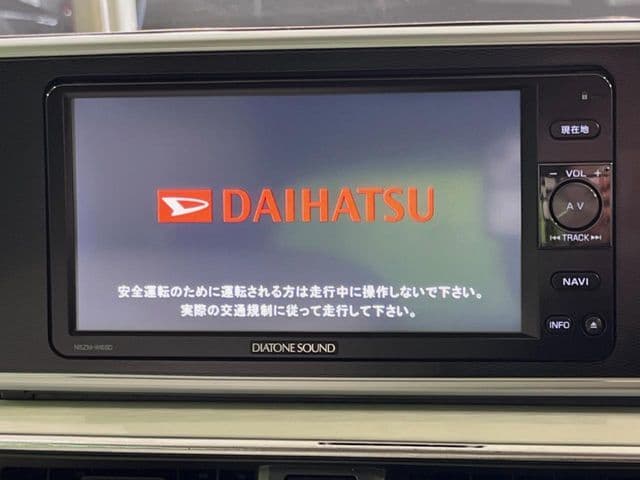 現在地
− VOL +
AV
⏮ TRACK ⏭
DAIHATSU
NAVI
安全運転のために運転される方は走行中に操作しないで下さい。
実際の交通規制に従って走行して下さい。
INFO
NSZM-W65D
DIATONE SOUND